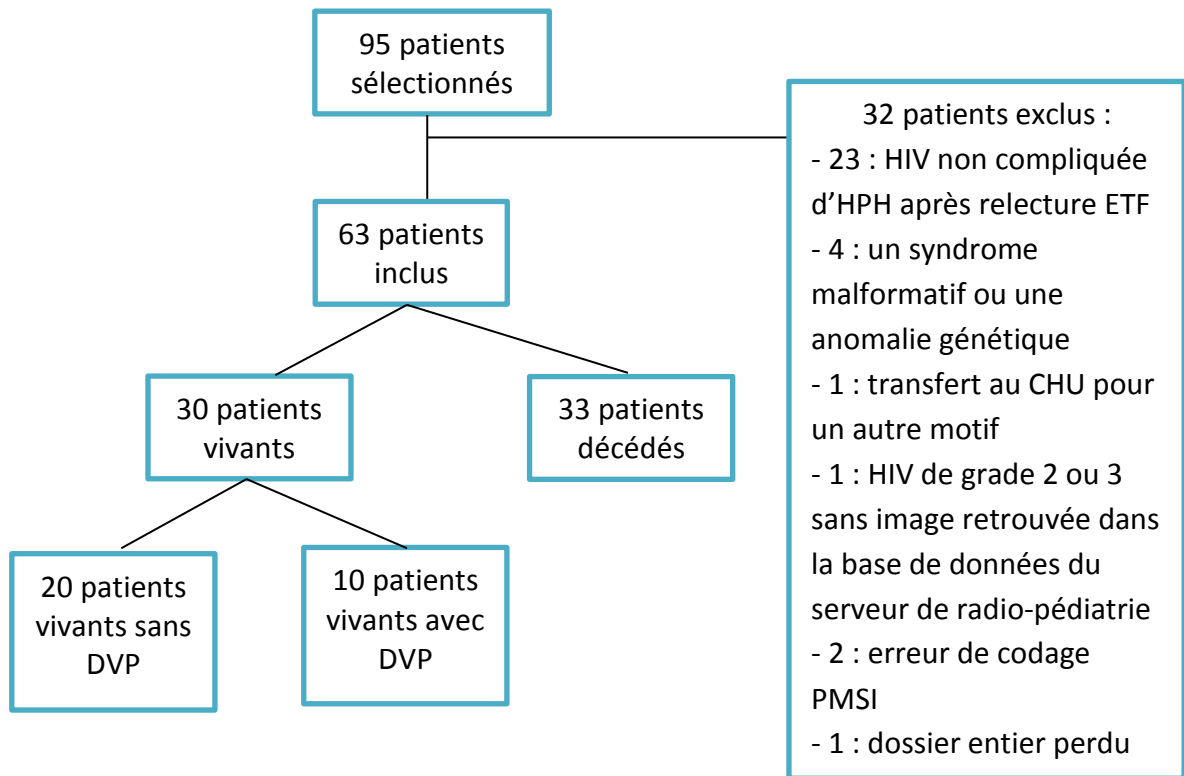 95 patients
sélectionnés
32 patients exclus :
- 23 : HIV non compliquée
d’HPH après relecture ETF
- 4 : un syndrome
malformatif ou une
anomalie génétique
- 1 : transfert au CHU pour
un autre motif
- 1 : HIV de grade 2 ou 3
sans image retrouvée dans
la base de données du
serveur de radio-pédiatrie
- 2 : erreur de codage
PMSI
- 1 : dossier entier perdu
63 patients
inclus
30 patients
vivants
33 patients
décédés
20 patients
vivants sans
DVP
10 patients
vivants avec
DVP